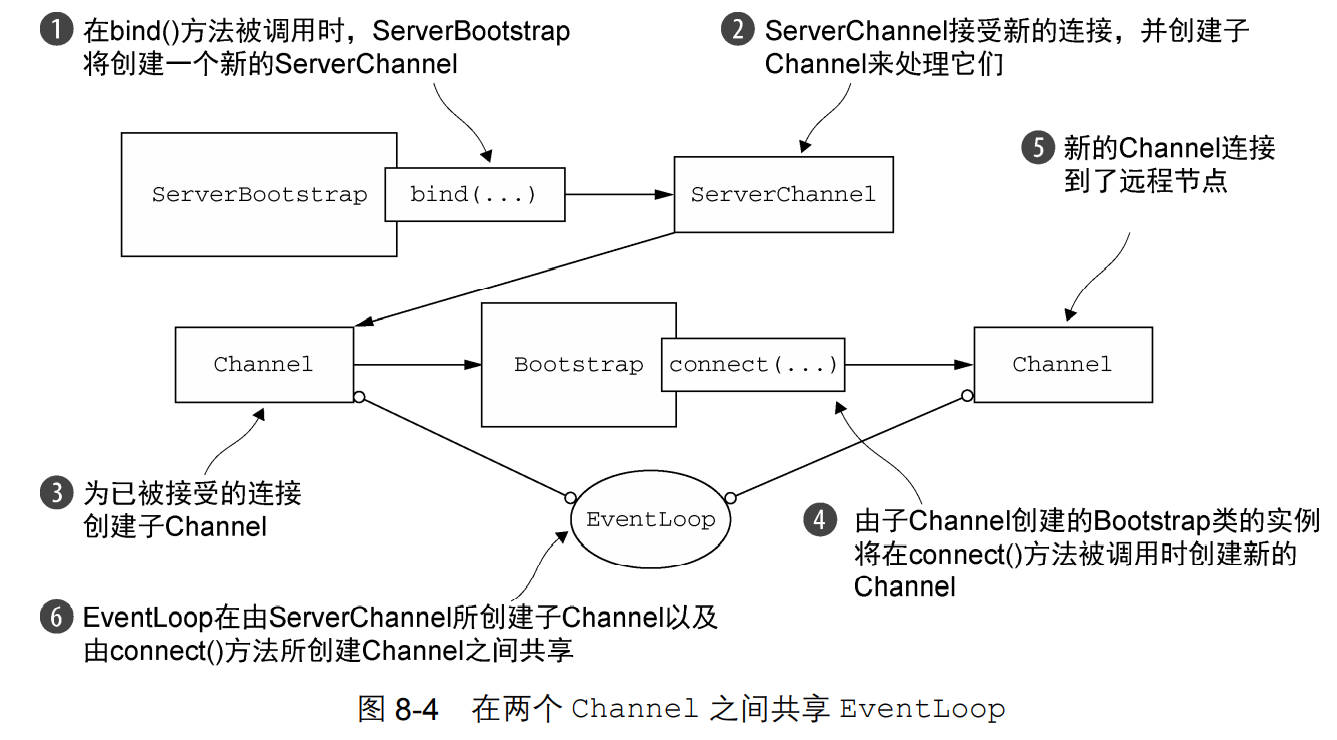 1 在bind()方法被调用时，ServerBootstrap
将创建一个新的ServerChannel
2 ServerChannel接受新的连接，并创建子
Channel来处理它们
5 新的Channel连接
到了远程节点
ServerBootstrap
bind(...)
ServerChannel
Channel
Bootstrap
connect(...)
Channel
3 为已被接受的连接
创建子Channel
EventLoop
4 由子Channel创建的Bootstrap类的实例
将在connect()方法被调用时创建新的
Channel
6 EventLoop在由ServerChannel所创建子Channel以及
由connect()方法所创建Channel之间共享
图 8-4 在两个 Channel 之间共享 EventLoop